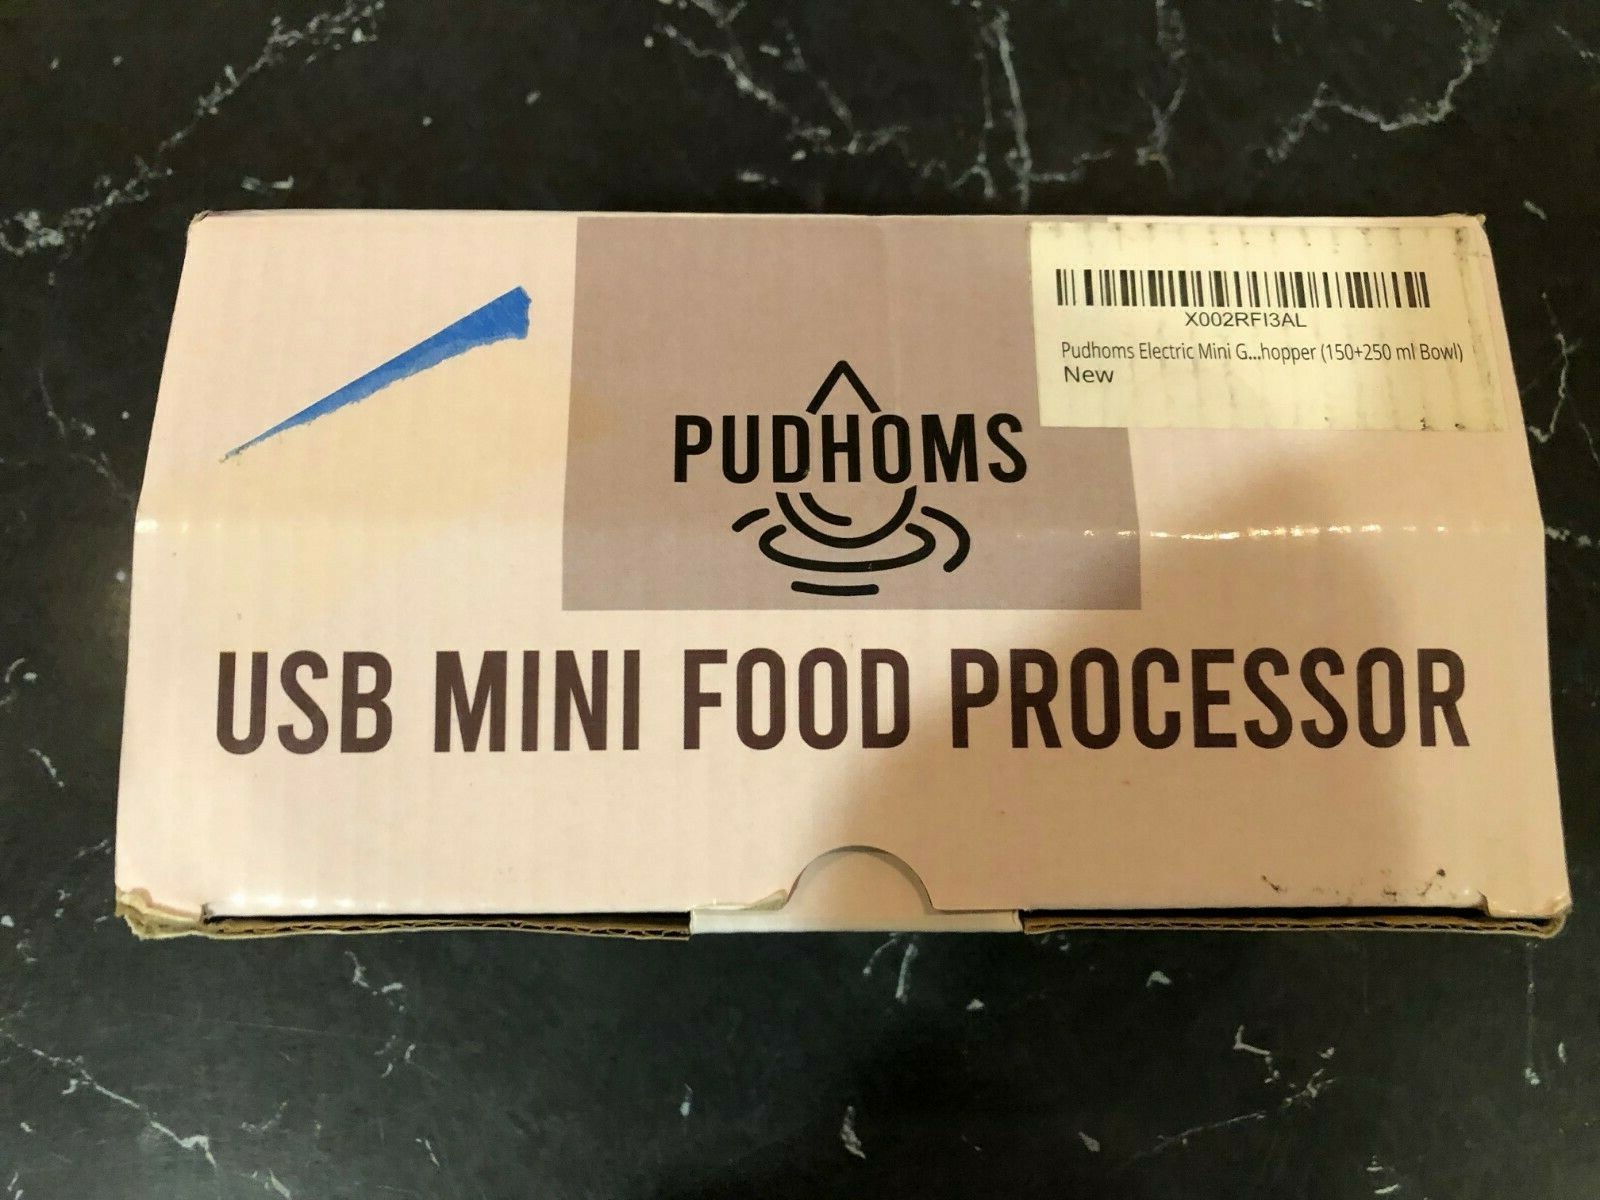 X002RFI3AL
Pudhoms Electric Mini G...hopper (150+250 ml Bowl)
New
PUDHOMS
USB MINI FOOD PROCESSOR